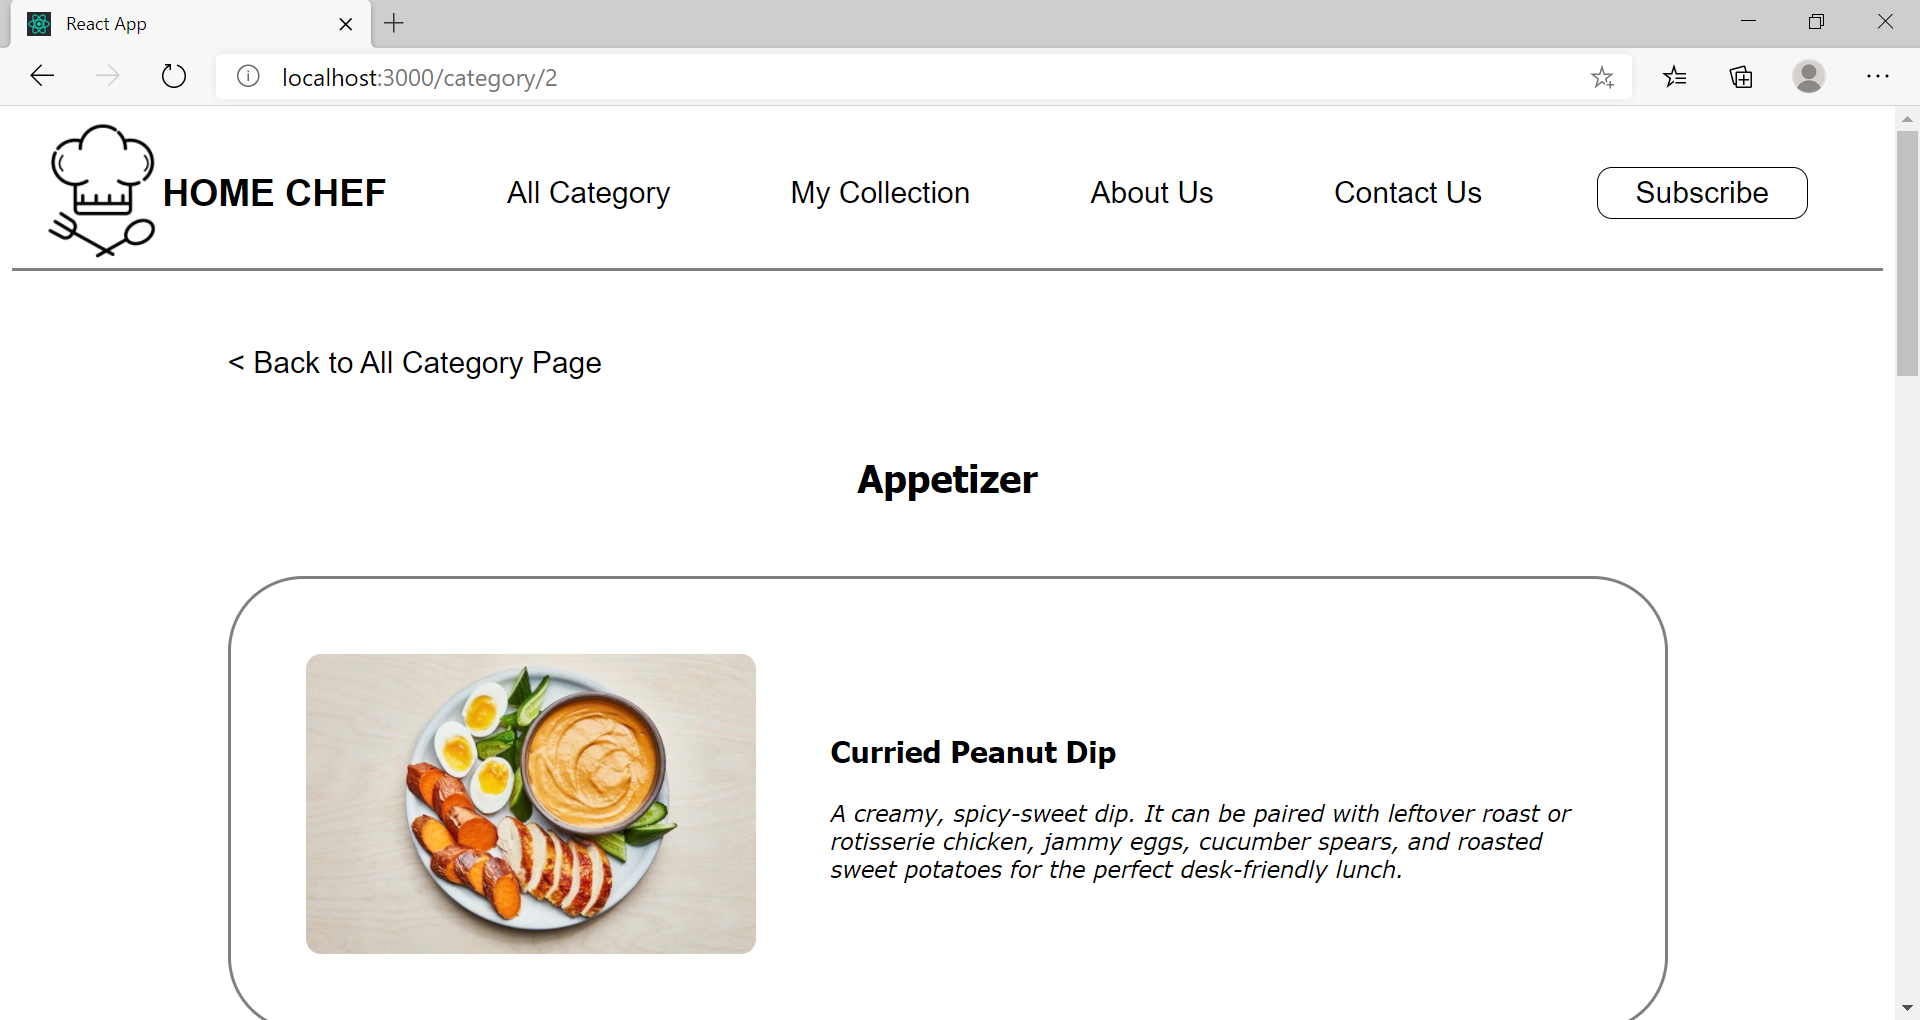 React App
localhost:3000/category/2
HOME CHEF
All Category
My Collection
About Us
Contact Us
Subscribe
< Back to All Category Page
Appetizer
Curried Peanut Dip
A creamy, spicy-sweet dip. It can be paired with leftover roast or
rotisserie chicken, jammy eggs, cucumber spears, and roasted
sweet potatoes for the perfect desk-friendly lunch.